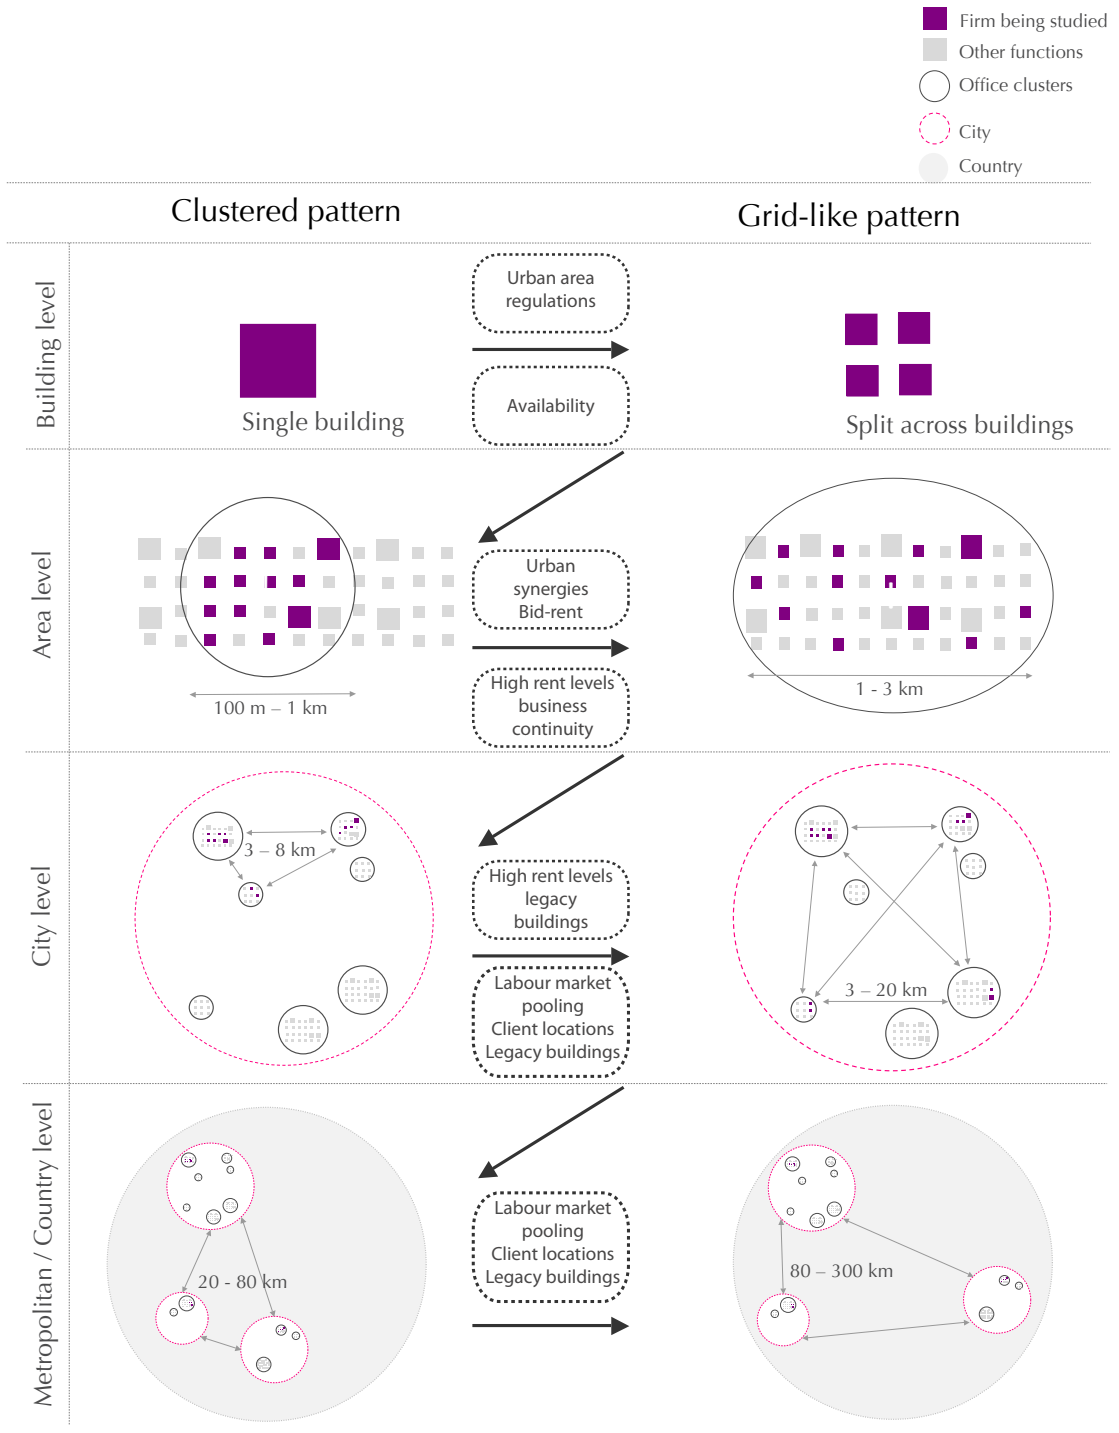 Firm being studied
Other functions
Office clusters
City
Country
Clustered pattern
Grid-like pattern
Building level
Urban area
regulations
Availability
Single building
Split across buildings
Area level
Urban
synergies
Bid-rent
High rent levels
business
continuity
100 m – 1 km
1 - 3 km
City level
3 – 8 km
High rent levels
legacy
buildings
Labour market
pooling
Client locations
Legacy buildings
3 – 20 km
Metropolitan / Country level
20 - 80 km
Labour market
pooling
Client locations
Legacy buildings
80 – 300 km